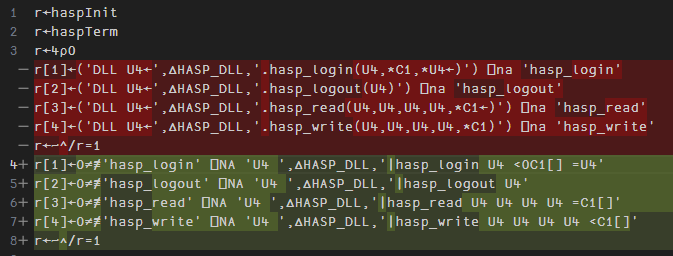 1 r←haspInit
2 r←haspTerm
3 r←4⍴0
— r[1]←('DLL U4←',∆HASP_DLL,'.hasp_login(U4,*C1,*U4←)') ⎕na 'hasp_login'
— r[2]←('DLL U4←',∆HASP_DLL,'.hasp_logout(U4)') ⎕na 'hasp_logout'
— r[3]←('DLL U4←',∆HASP_DLL,'.hasp_read(U4,U4,U4,U4,*C1←)') ⎕na 'hasp_read'
— r[4]←('DLL U4←',∆HASP_DLL,'.hasp_write(U4,U4,U4,U4,*C1)') ⎕na 'hasp_write'
— r←~^/r=1
4+ r[1]←0≠≢'hasp_login' ⎕NA 'U4 ',∆HASP_DLL,'|hasp_login U4 <0C1[] =U4'
5+ r[2]←0≠≢'hasp_logout' ⎕NA 'U4 ',∆HASP_DLL,'|hasp_logout U4'
6+ r[3]←0≠≢'hasp_read' ⎕NA 'U4 ',∆HASP_DLL,'|hasp_read U4 U4 U4 U4 =C1[]'
7+ r[4]←0≠≢'hasp_write' ⎕NA 'U4 ',∆HASP_DLL,'|hasp_write U4 U4 U4 U4 <C1[]'
8+ r←~∧/r=1